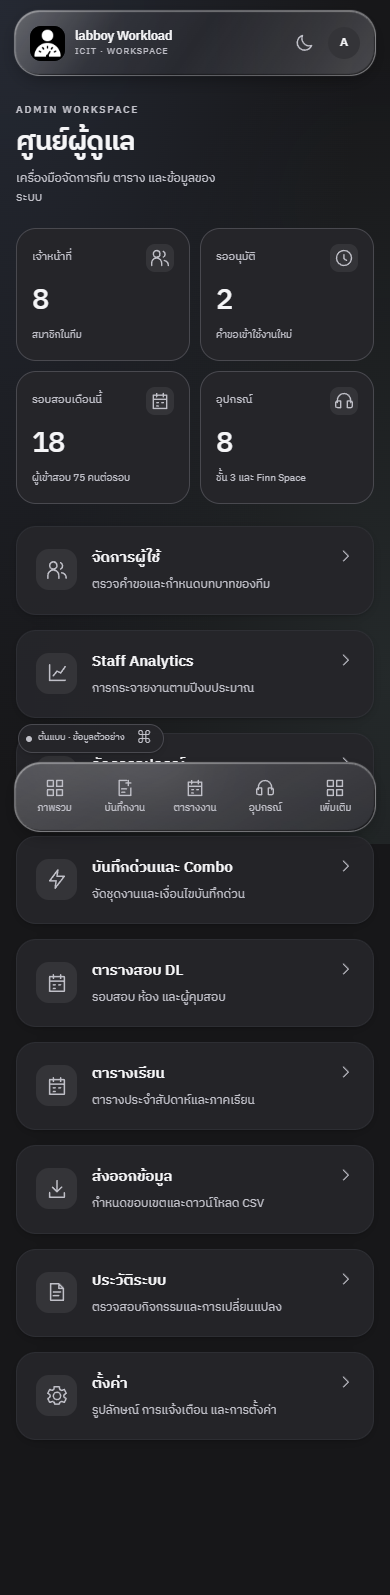 labboy Workload
ICIT · WORKSPACE
A
ADMIN WORKSPACE
ศูนย์ผู้ดูแล
เครื่องมือจัดการทีม ตาราง และข้อมูลของ
ระบบ
เจ้าหน้าที่
8
สมาชิกในทีม
รออนุมัติ
2
คำขอเข้าใช้งานใหม่
รอบสอบเดือนนี้
18
ผู้เข้าสอบ 75 คนต่อรอบ
อุปกรณ์
8
ชั้น 3 และ Finn Space
จัดการผู้ใช้
ตรวจคำขอและกำหนดบทบาทของทีม
Staff Analytics
การกระจายงานตามปีงบประมาณ
ต้นแบบ · ข้อมูลตัวอย่าง
ภาพรวม
บันทึกงาน
ตารางงาน
อุปกรณ์
เพิ่มเติม
บันทึกด่วนและ Combo
จัดชุดงานและเงื่อนไขบันทึกด่วน
ตารางสอบ DL
รอบสอบ ห้อง และผู้คุมสอบ
ตารางเรียน
ตารางประจำสัปดาห์และภาคเรียน
ส่งออกข้อมูล
กำหนดขอบเขตและดาวน์โหลด CSV
ประวัติระบบ
ตรวจสอบกิจกรรมและการเปลี่ยนแปลง
ตั้งค่า
รูปลักษณ์ การแจ้งเตือน และการตั้งค่า